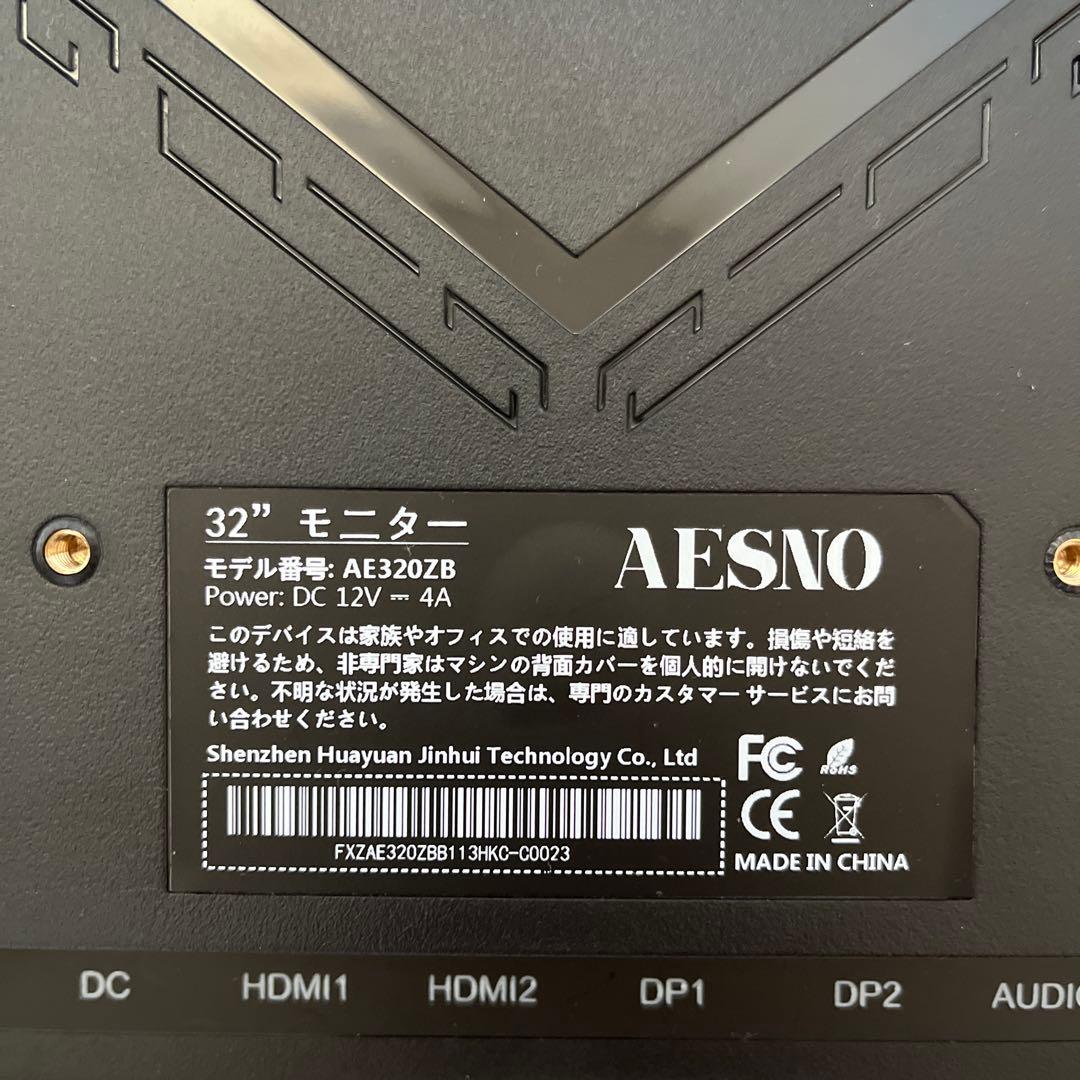 32” モニター
AESNO
モデル番号: AE320ZB
Power: DC 12V ⎓ 4A
このデバイスは家族やオフィスでの使用に適しています。損傷や短絡を
避けるため、非専門家はマシンの背面カバーを個人的に開けないでくだ
さい。不明な状況が発生した場合は、専門のカスタマー サービスにお問
い合わせください。
Shenzhen Huayuan Jinhui Technology Co., Ltd
FC
RoHS
CE
FXZAE320ZBB113HKC-C0023
MADE IN CHINA
DC HDMI1 HDMI2 DP1 DP2 AUDIO